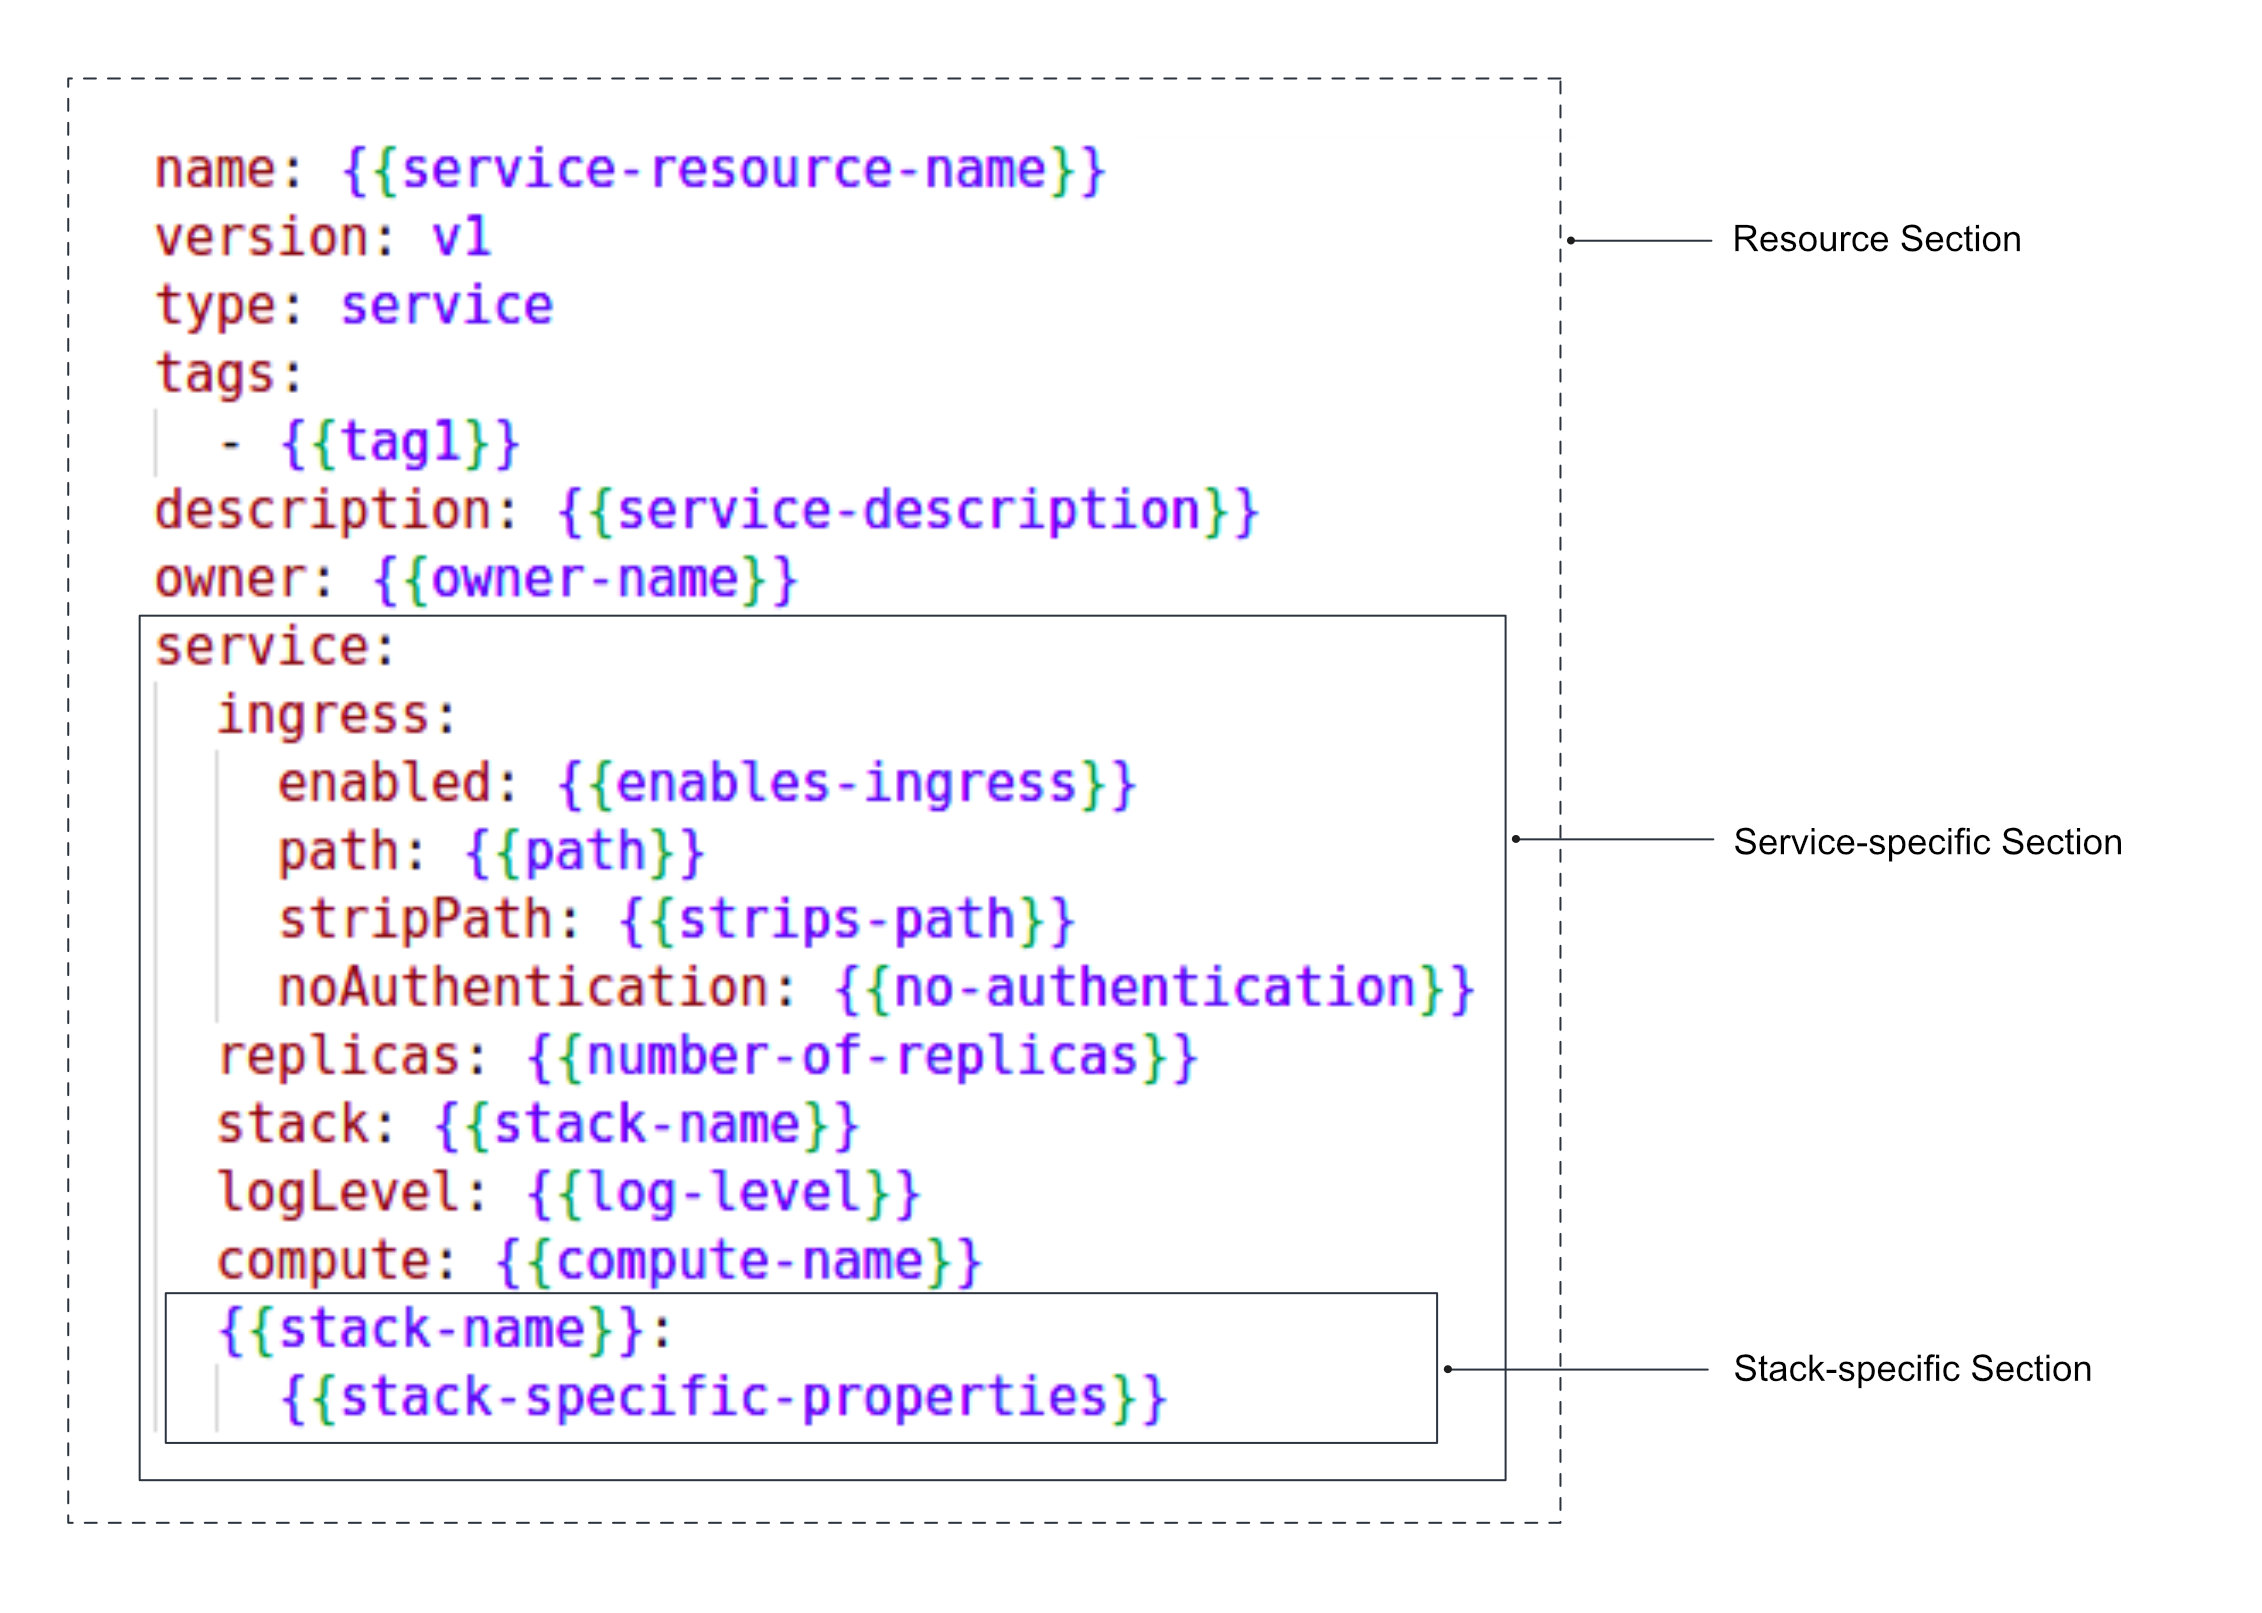 name: {{service-resource-name}}
version: v1
type: service
tags:
  - {{tag1}}
description: {{service-description}}
owner: {{owner-name}}
service:
  ingress:
    enabled: {{enables-ingress}}
    path: {{path}}
    stripPath: {{strips-path}}
    noAuthentication: {{no-authentication}}
  replicas: {{number-of-replicas}}
  stack: {{stack-name}}
  logLevel: {{log-level}}
  compute: {{compute-name}}
  {{stack-name}}:
    {{stack-specific-properties}}
Resource Section
Service-specific Section
Stack-specific Section